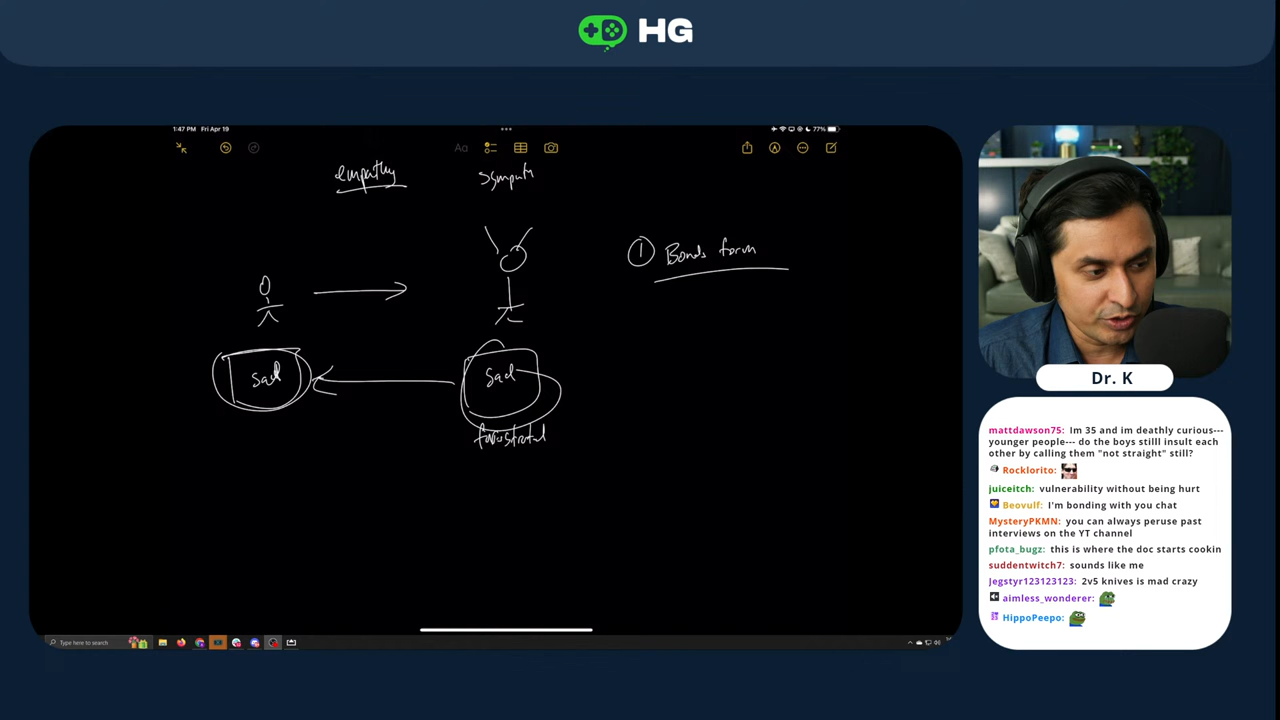 HG
1:47 PM Fri Apr 19
77%
Aa
empathy
① Bonds form
sad
sad
Dr. K
mattdawson75: Im 35 and im deathly curious---
younger people--- do the boys stilll insult each
other by calling them "not straight" still?
Rocklorito:
juiceitch: vulnerability without being hurt
Beovulf: I'm bonding with you chat
MysteryPKMN: you can always peruse past
interviews on the YT channel
pfota_bugz: this is where the doc starts cookin
suddentwitch7: sounds like me
Jegstyr123123123: 2v5 knives is mad crazy
aimless_wonderer:
HippoPeepo:
Type here to search